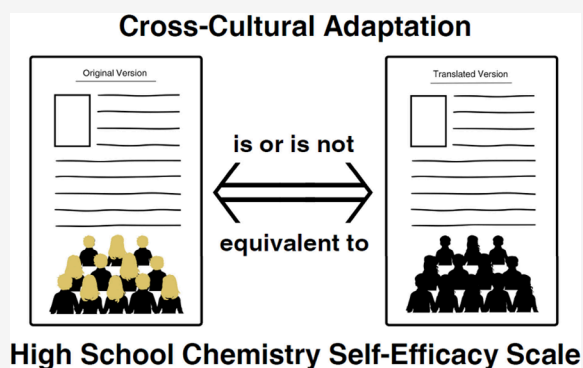 Cross-Cultural Adaptation
Original Version
Translated Version
is or is not
equivalent to
High School Chemistry Self-Efficacy Scale